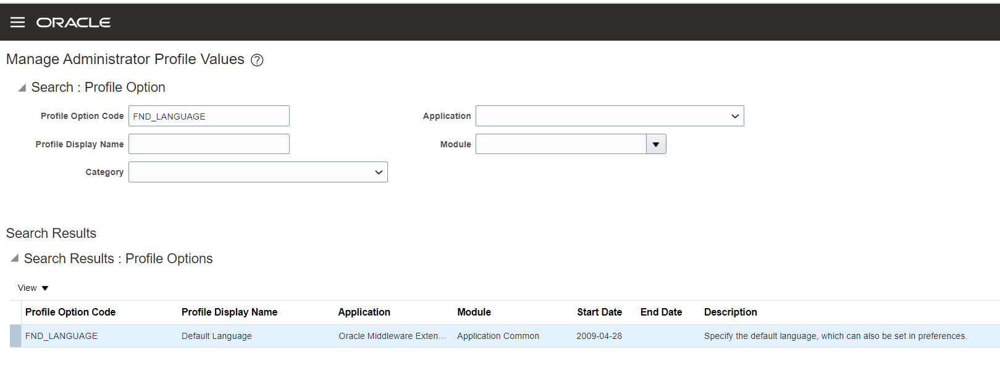 ORACLE
Manage Administrator Profile Values ?
Search : Profile Option
Profile Option Code FND_LANGUAGE Application
Profile Display Name Module
Category
Search Results
Search Results : Profile Options
View
Profile Option Code Profile Display Name Application Module Start Date End Date Description
FND_LANGUAGE Default Language Oracle Middleware Exten... Application Common 2009-04-28 Specify the default language, which can also be set in preferences.